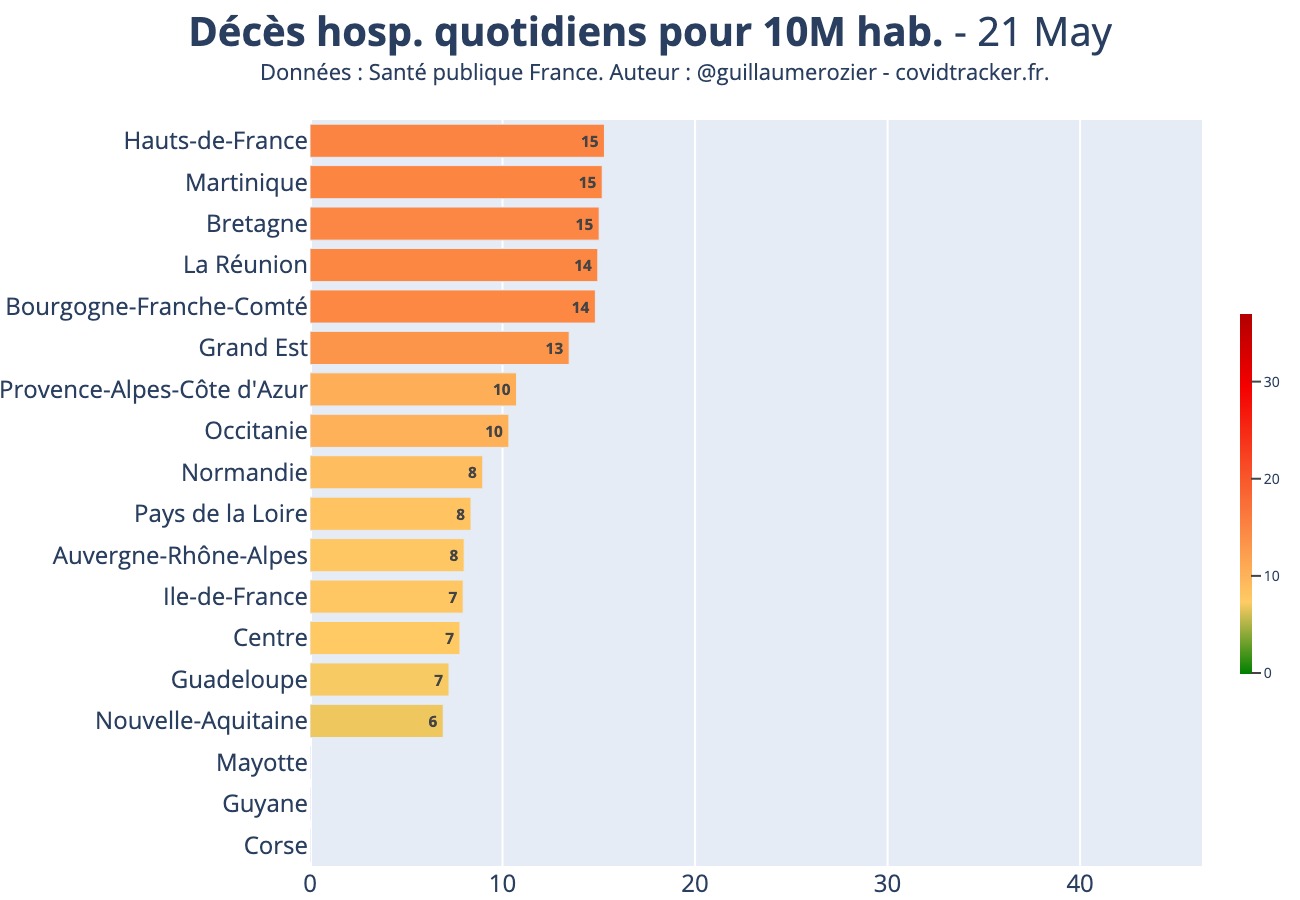 Décès hosp. quotidiens pour 10M hab. - 21 May
Données : Santé publique France. Auteur : @guillaumerozier - covidtracker.fr.
Hauts-de-France 15
Martinique 15
Bretagne 15
La Réunion 14
Bourgogne-Franche-Comté 14
Grand Est 13
Provence-Alpes-Côte d'Azur 10
Occitanie 10
Normandie 8
Pays de la Loire 8
Auvergne-Rhône-Alpes 8
Ile-de-France 7
Centre 7
Guadeloupe 7
Nouvelle-Aquitaine 6
Mayotte
Guyane
Corse
0 10 20 30 40
30
20
10
0